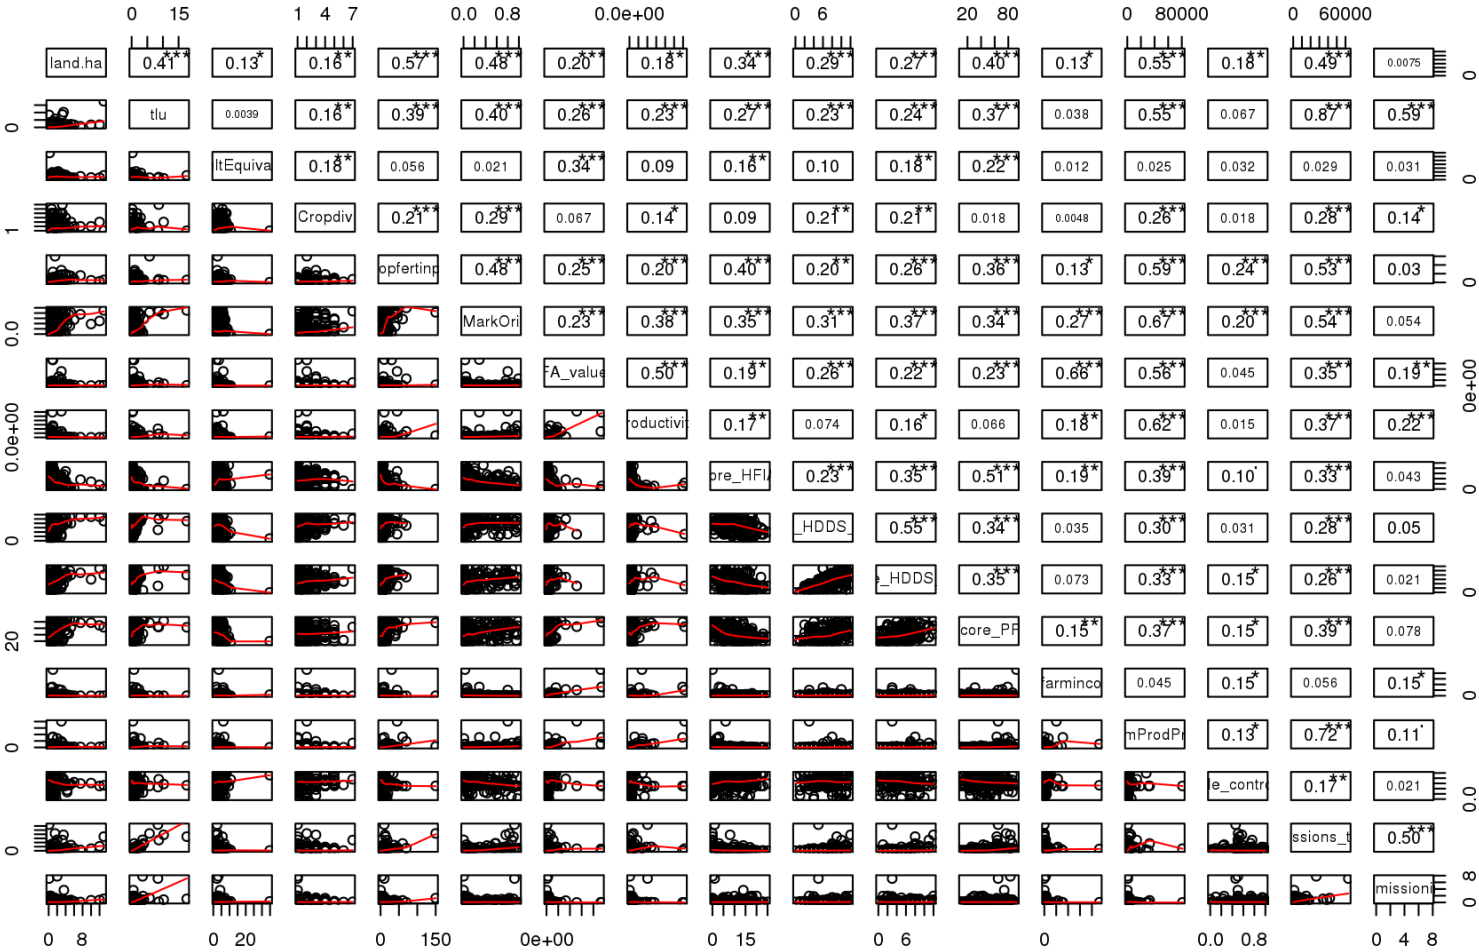 0 15 1 4 7 0.0 0.8 0.0e+00 0 6 20 80 0 80000 0 60000
land.ha 0.41*** 0.13* 0.16** 0.57*** 0.48*** 0.20*** 0.18** 0.34*** 0.29*** 0.27*** 0.40*** 0.13* 0.55*** 0.18** 0.49*** 0.0075 0
0 tlu 0.0039 0.16** 0.39*** 0.40*** 0.26*** 0.23*** 0.27*** 0.23*** 0.24*** 0.37*** 0.038 0.55*** 0.067 0.87*** 0.59***
ltEquiva 0.18** 0.056 0.021 0.34*** 0.09 0.16** 0.10 0.18** 0.22*** 0.012 0.025 0.032 0.029 0.031 0
1 Cropdiv 0.21*** 0.29*** 0.067 0.14* 0.09 0.21** 0.21** 0.018 0.0048 0.26*** 0.018 0.28*** 0.14*
opfertinp 0.48*** 0.25*** 0.20*** 0.40*** 0.20** 0.26*** 0.36*** 0.13* 0.59*** 0.24*** 0.53*** 0.03 0
0.0 MarkOri 0.23*** 0.38*** 0.35*** 0.31*** 0.37*** 0.34*** 0.27*** 0.67*** 0.20*** 0.54*** 0.054
FA_value 0.50*** 0.19** 0.26*** 0.22*** 0.23*** 0.66*** 0.56*** 0.045 0.35*** 0.19** 0e+00
0.0e+00 roductivit 0.17** 0.074 0.16* 0.066 0.18** 0.62*** 0.015 0.37*** 0.22***
ore_HFI 0.23*** 0.35*** 0.51*** 0.19** 0.39*** 0.10. 0.33*** 0.043 0
0 _HDDS_ 0.55*** 0.34*** 0.035 0.30*** 0.031 0.28*** 0.05
e_HDDS_ 0.35*** 0.073 0.33*** 0.15* 0.26*** 0.021 0
20 core_PP 0.15** 0.37*** 0.15* 0.39*** 0.078
farminco 0.045 0.15* 0.056 0.15* 0
0 mProdPr 0.13* 0.72*** 0.11.
le_contro 0.17** 0.021 0.0
0 ssions_t 0.50***
missioni 0 8
0 8 0 20 0 150 0e+00 0 15 0 6 0 0.0 0.6 0 4 8